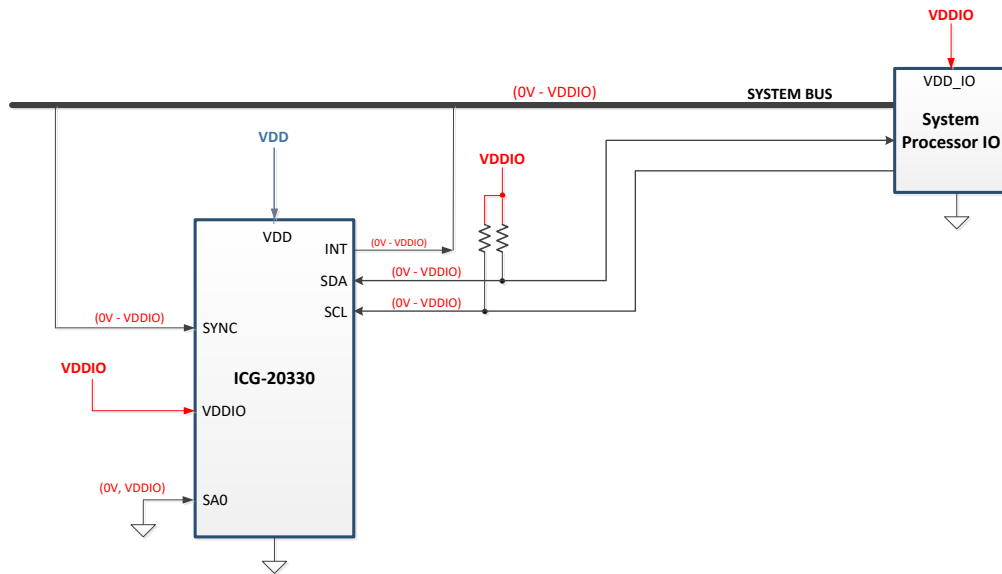 VDDIO
VDD_IO
(0V - VDDIO)
SYSTEM BUS
System
Processor IO
VDD
VDDIO
VDD
INT
(0V - VDDIO)
SDA
(0V - VDDIO)
SCL
(0V - VDDIO)
(0V - VDDIO)
SYNC
ICG-20330
VDDIO
VDDIO
(0V, VDDIO)
SA0